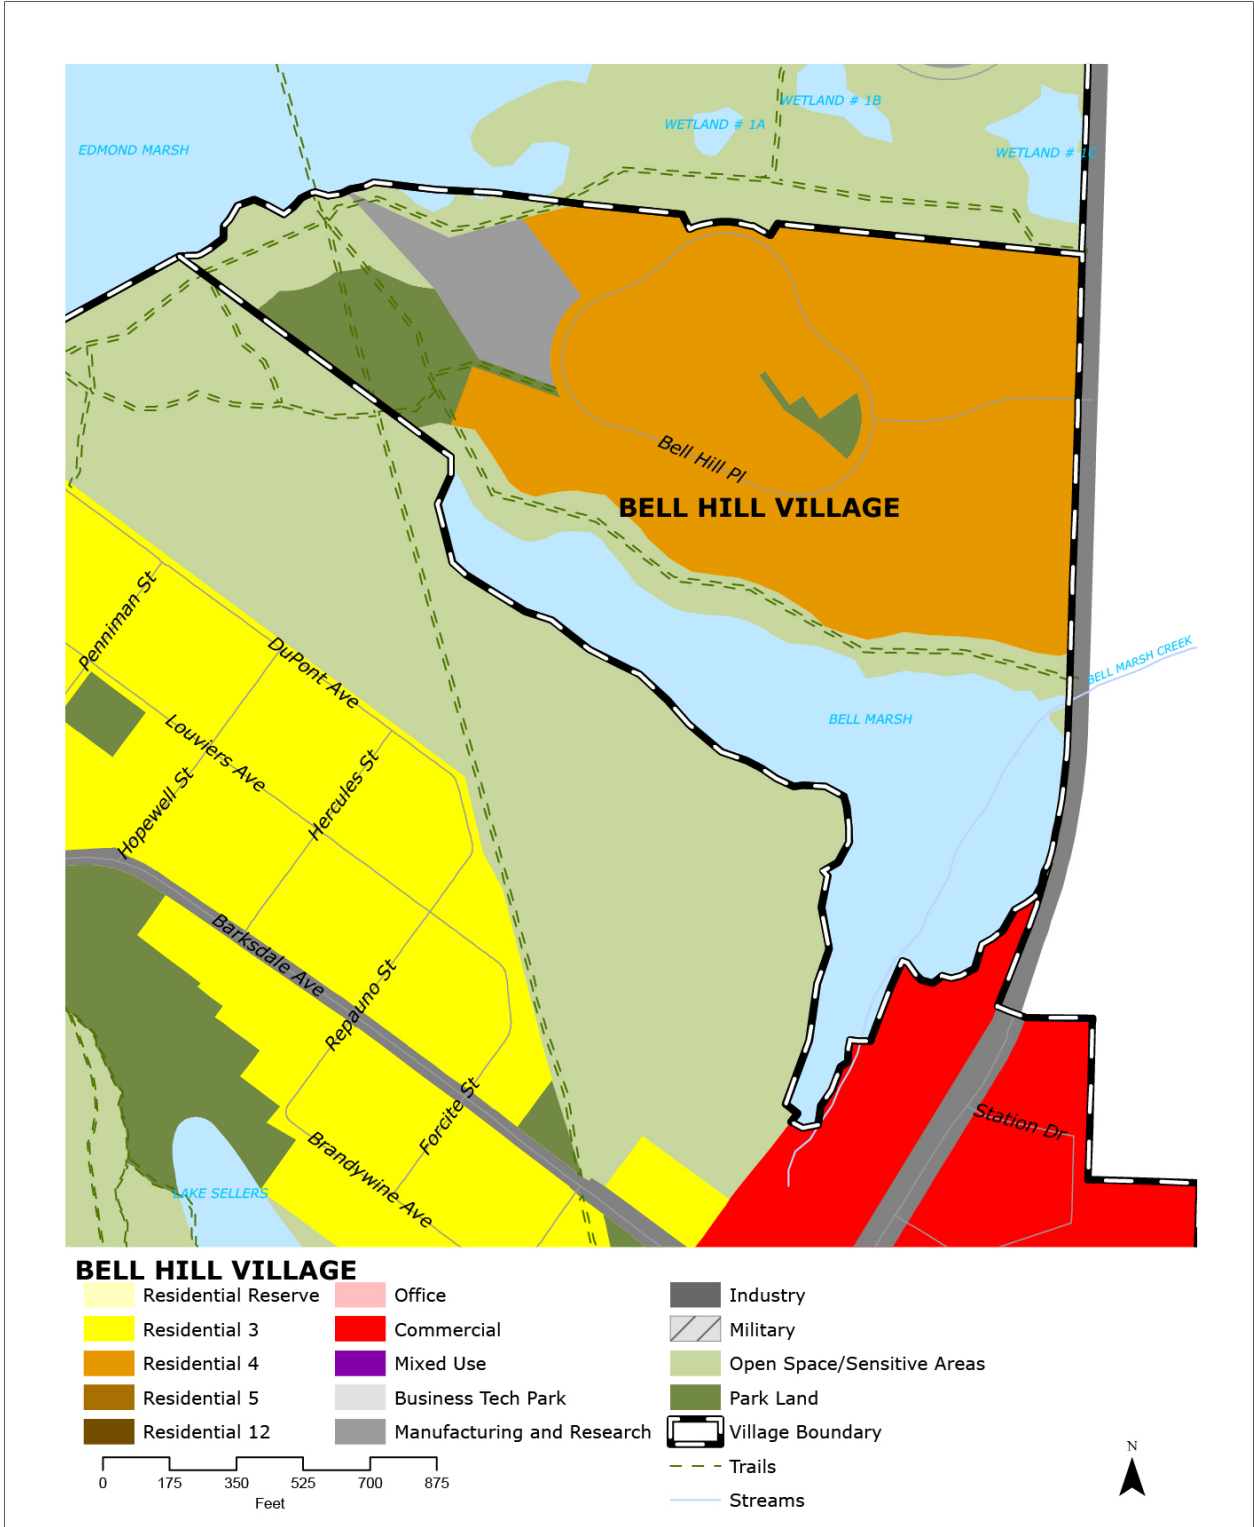 WETLAND # 1B
WETLAND # 1A
EDMOND MARSH
WETLAND # 1C
Bell Hill Pl
BELL HILL VILLAGE
Penniman St
DuPont Ave
BELL MARSH CREEK
BELL MARSH
Louviers Ave
Hercules St
Hopewell St
Barksdale Ave
Repauno St
Forcite St
Station Dr
Brandywine Ave
LAKE SELLERS
BELL HILL VILLAGE
Residential Reserve
Residential 3
Residential 4
Residential 5
Residential 12
Office
Commercial
Mixed Use
Business Tech Park
Manufacturing and Research
Industry
Military
Open Space/Sensitive Areas
Park Land
Village Boundary
Trails
Streams
0 175 350 525 700 875
Feet
N